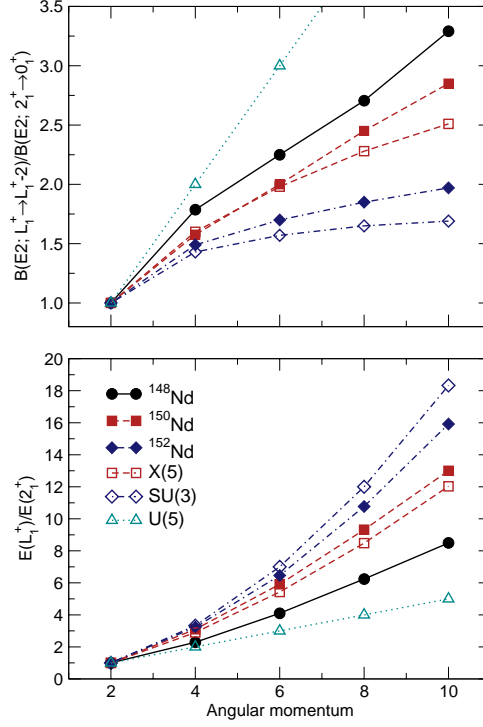 3.5
3.0
2.5
2.0
1.5
1.0
B(E2; L₁⁺→L₁⁺-2)/B(E2; 2₁⁺→0₁⁺)
20
18
16
14
12
10
8
6
4
2
1
0
E(L₁⁺)/E(2₁⁺)
¹⁴⁸Nd
¹⁵⁰Nd
¹⁵²Nd
X(5)
SU(3)
U(5)
2 4 6 8 10
Angular momentum